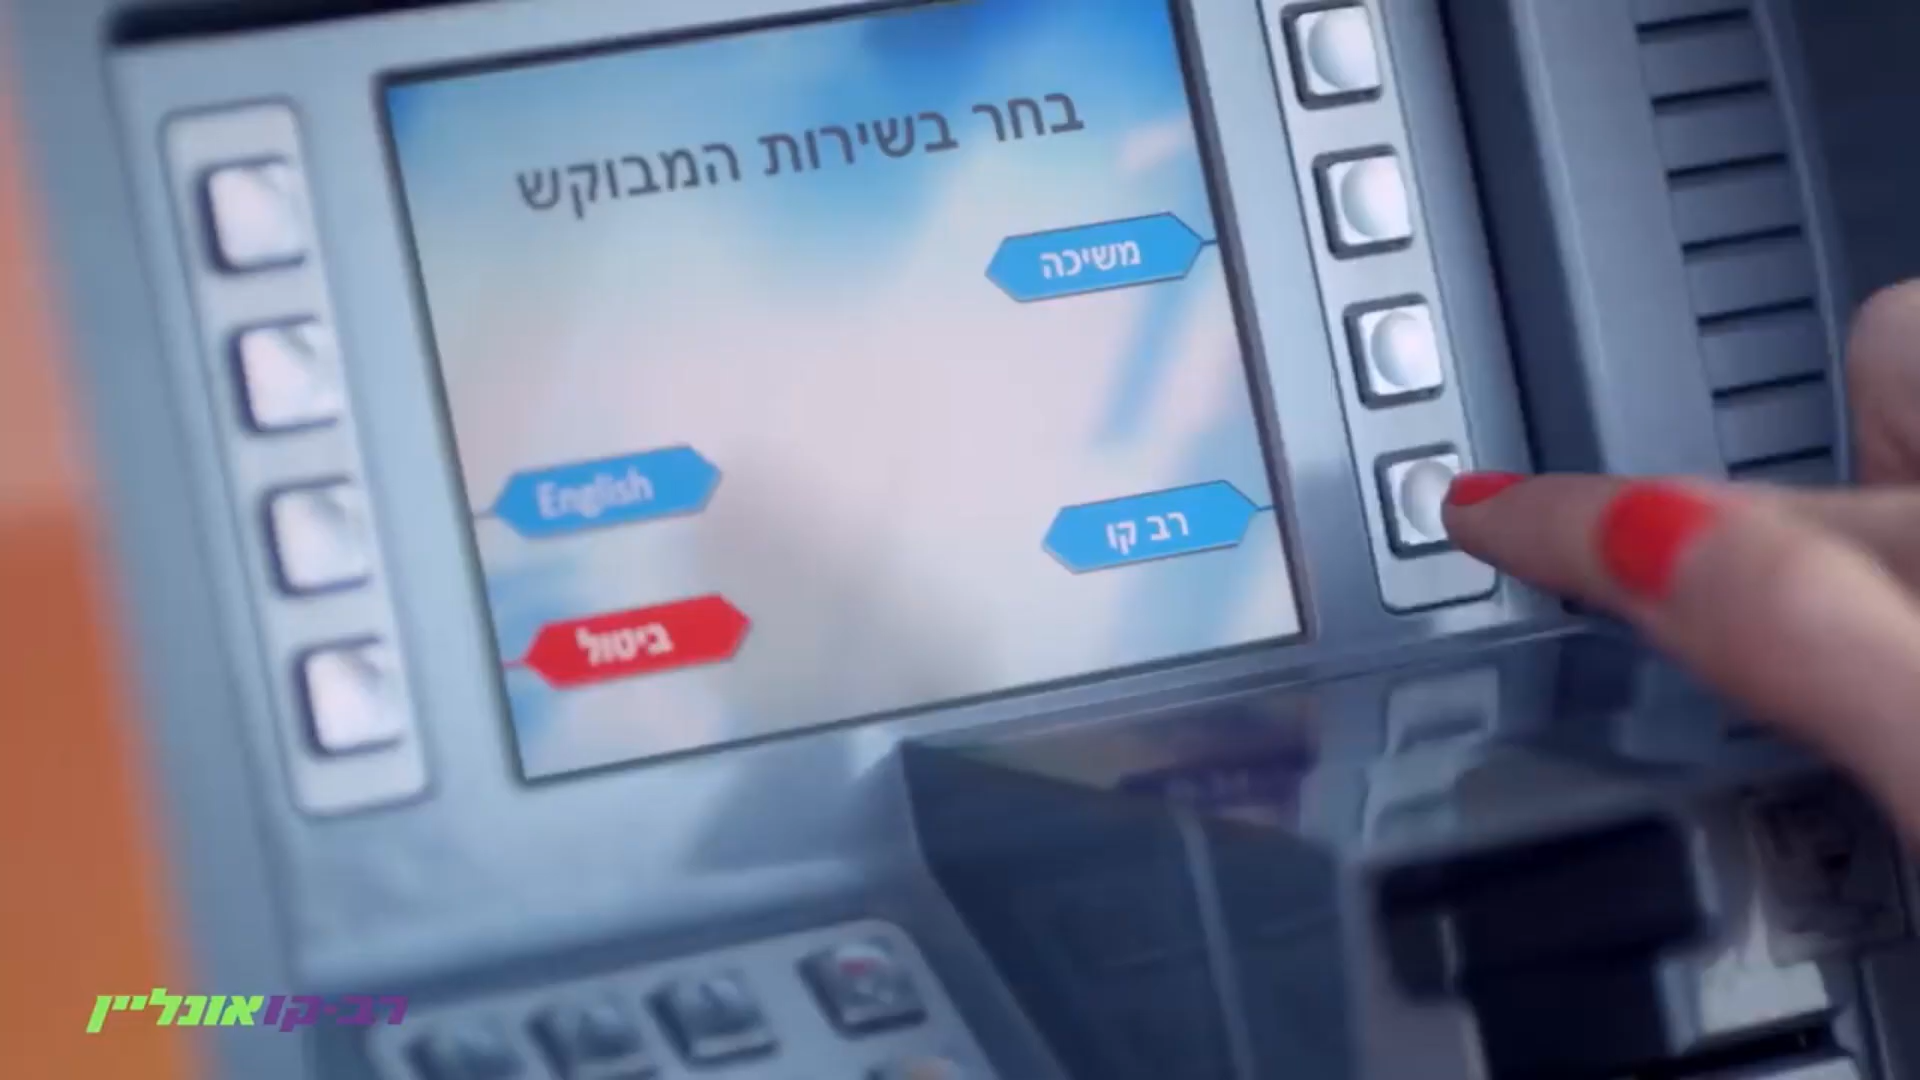 בחר בשירות המבוקש
משיכה
English
רב קו
ביטול
רב-קו אונליין